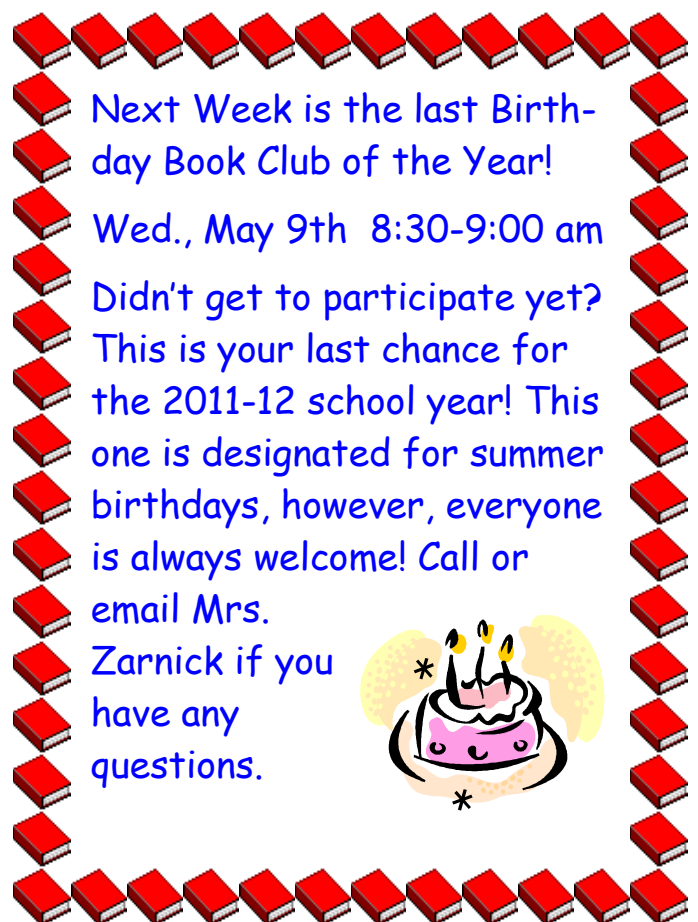 Next Week is the last Birth-
day Book Club of the Year!
Wed., May 9th  8:30-9:00 am
Didn’t get to participate yet?
This is your last chance for
the 2011-12 school year! This
one is designated for summer
birthdays, however, everyone
is always welcome! Call or
email Mrs.
Zarnick if you
have any
questions.